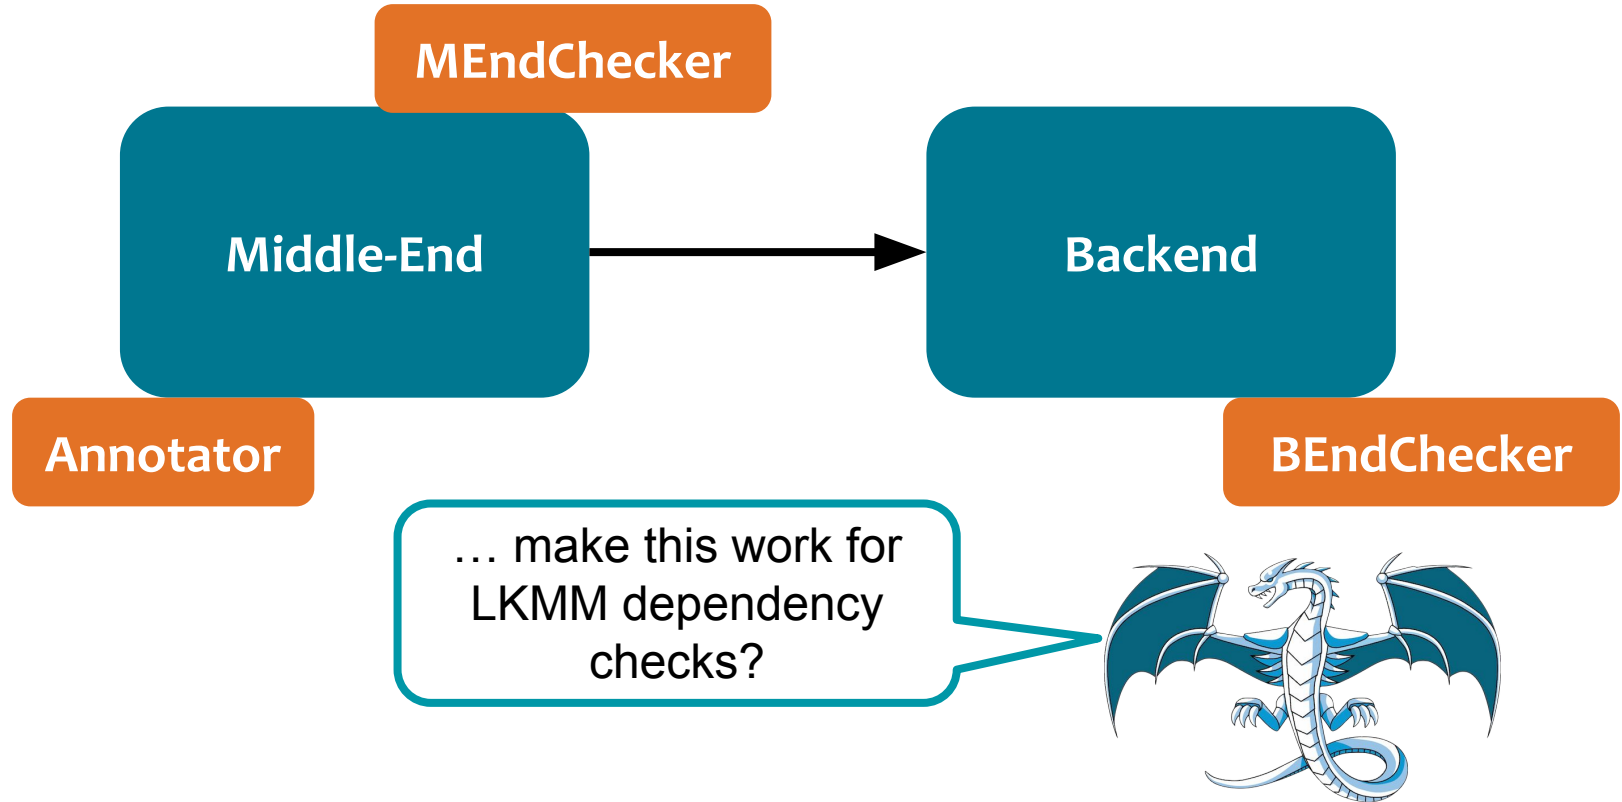 MEndChecker
Middle-End
Backend
Annotator
BEndChecker
… make this work for
LKMM dependency
checks?